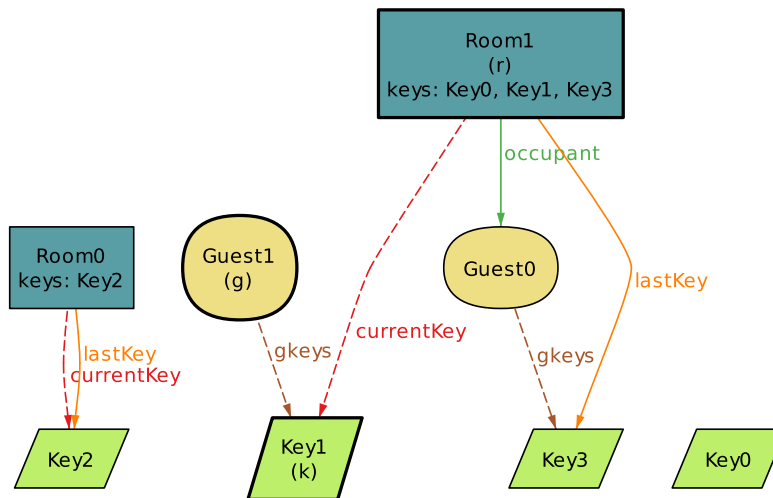 Room1
(r)
keys: Key0, Key1, Key3
occupant
Room0
keys: Key2
Guest1
(g)
Guest0
lastKey
currentKey
lastKey
currentKey
gkeys
gkeys
Key2
Key1
(k)
Key3
Key0